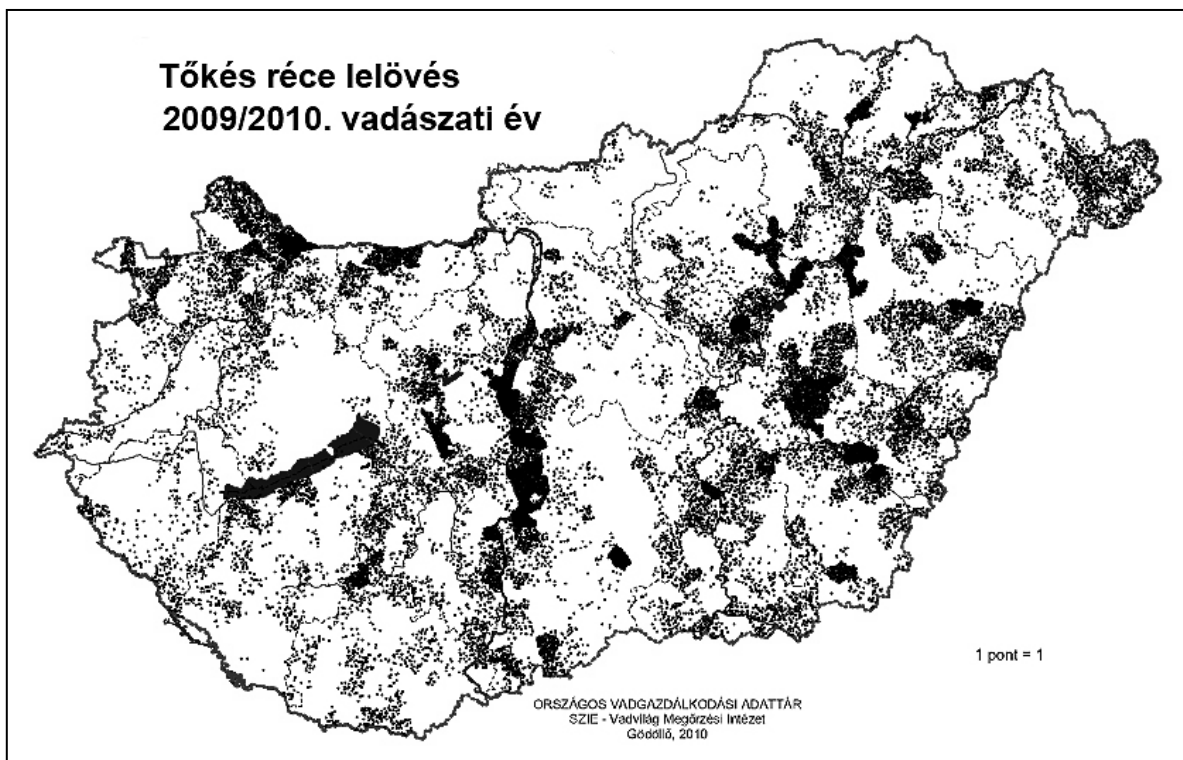 Tőkés réce lelövés
2009/2010. vadászati év
1 pont = 1
ORSZÁGOS VADGAZDÁLKODÁSI ADATTÁR
SZIE - Vadvilág Megőrzési Intézet
Gödöllő, 2010